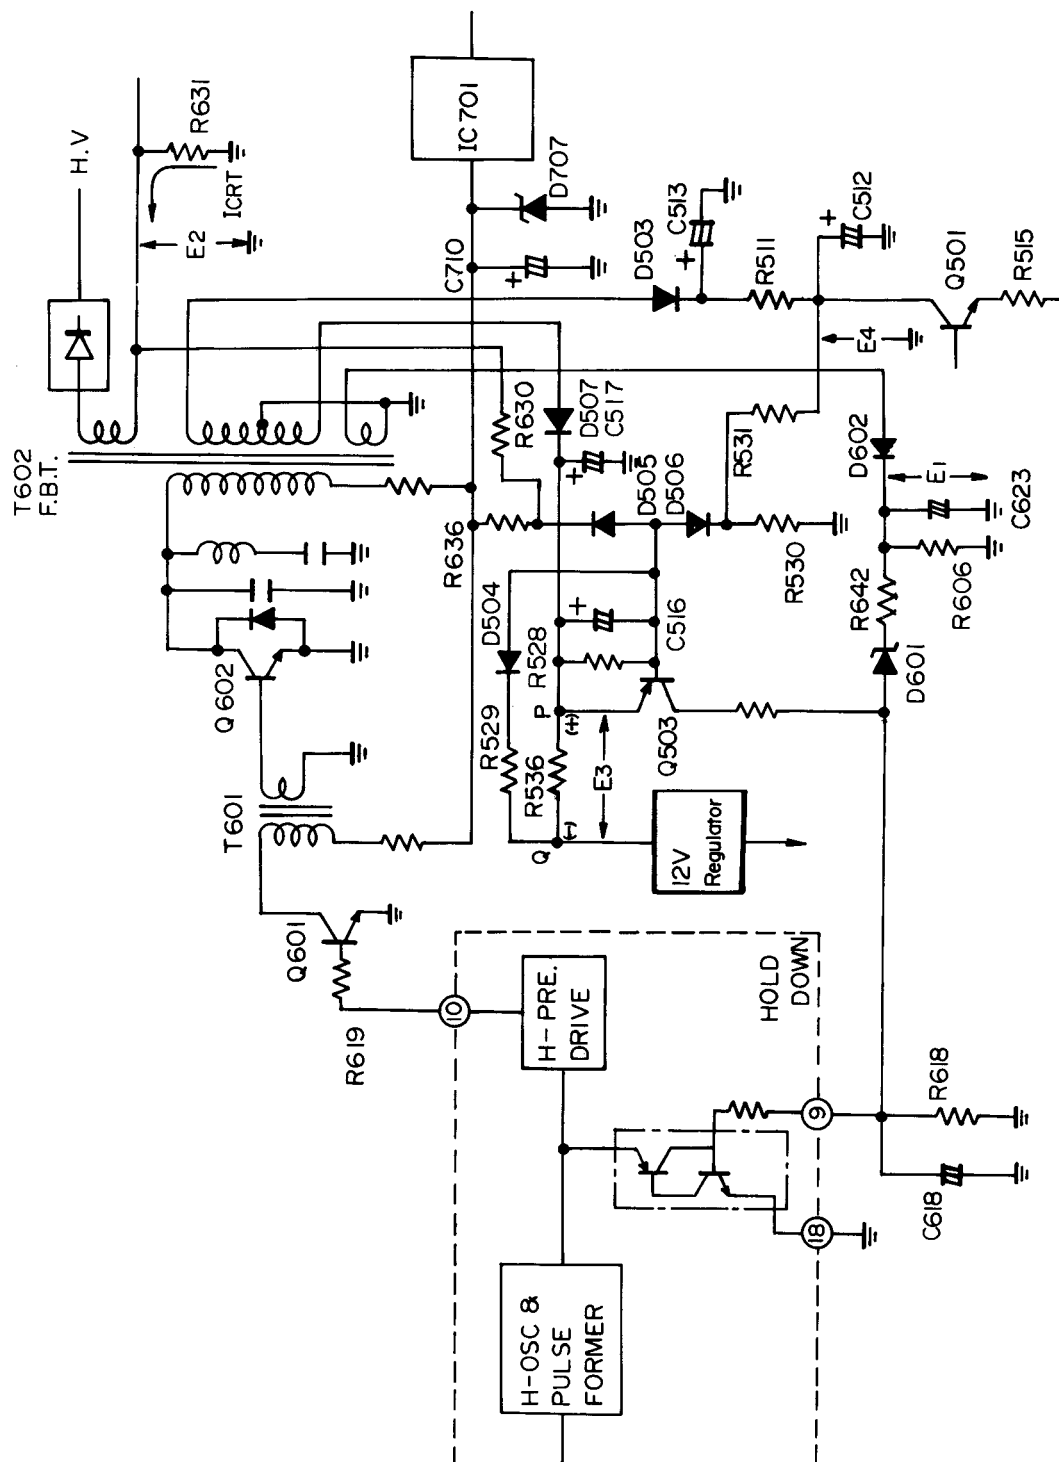 T602
F.B.T.
H.V
R631
ICRT
E2
IC701
C710
D707
D503
C513
R511
C512
Q501
R515
E4
R630
D507
C517
R531
D602
E1
C623
R636
D505
D506
R530
R642
R606
D504
R528
C516
D601
Q602
R529
P
(+)
R536
E3
Q503
T601
Q
(-)
12V
Regulator
Q601
R619
10
H-PRE.
DRIVE
HOLD
DOWN
9
R618
18
C618
H-OSC &
PULSE
FORMER
+
+
+
+
+